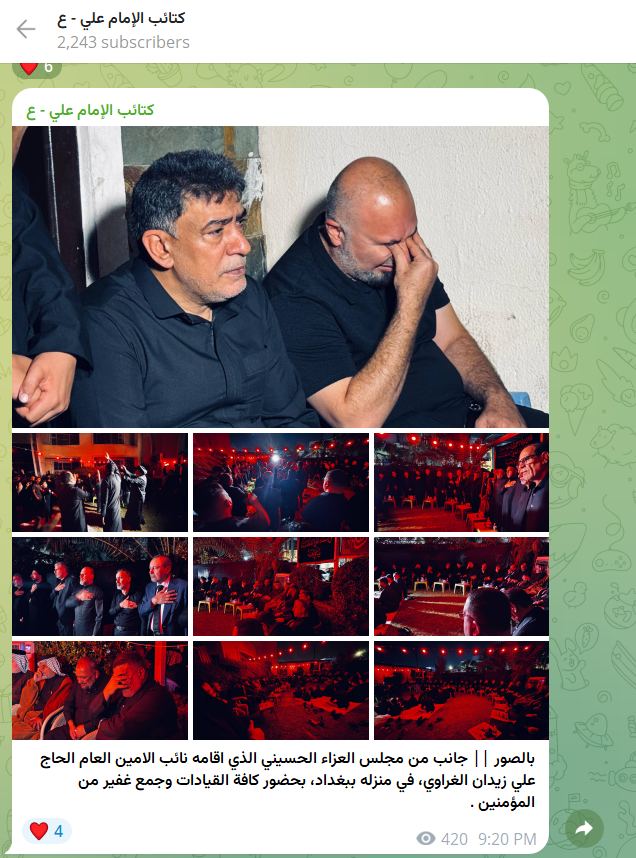 كتائب الإمام علي - ع
2,243 subscribers
6
كتائب الإمام علي - ع
بالصور || جانب من مجلس العزاء الحسيني الذي اقامه نائب الامين العام الحاج
علي زيدان الغراوي، في منزله ببغداد، بحضور كافة القيادات وجمع غفير من
المؤمنين .
4
420 9:20 PM